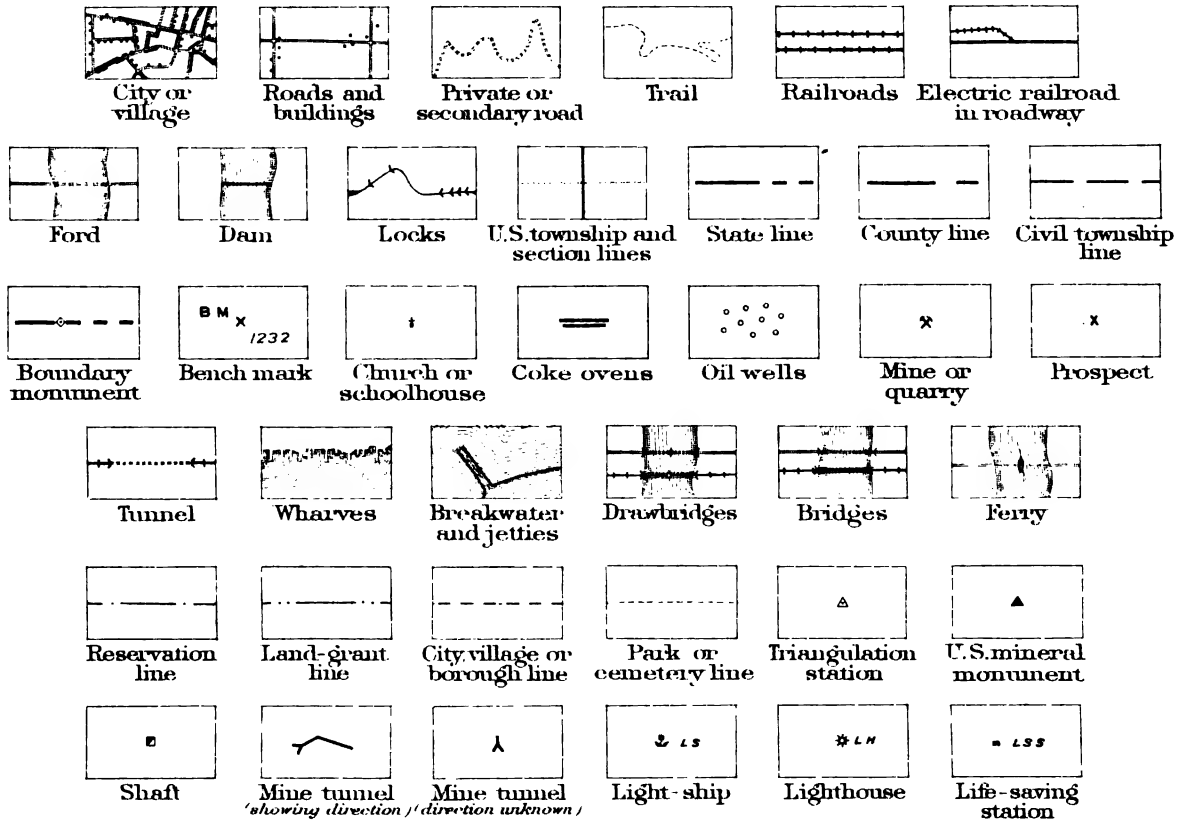 City or
village
Roads and
buildings
Private or
secondary road
Trail
Railroads
Electric railroad
in roadway
Ford
Dam
Locks
U.S. township and
section lines
State line
County line
Civil township
line
B M
1232
Boundary
monument
Bench mark
Church or
schoolhouse
Coke ovens
Oil wells
Mine or
quarry
Prospect
Tunnel
Wharves
Breakwater
and jetties
Drawbridges
Bridges
Ferry
Reservation
line
Land-grant
line
City, village or
borough line
Park or
cemetery line
Triangulation
station
U.S. mineral
monument
LS
LH
LSS
Shaft
Mine tunnel
(showing direction)
Mine tunnel
(direction unknown)
Light-ship
Lighthouse
Life-saving
station